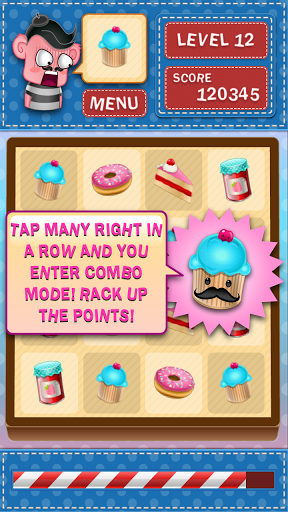 LEVEL 12
SCORE
120345
MENU
TAP MANY RIGHT IN
A ROW AND YOU
ENTER COMBO
MODE! RACK UP
THE POINTS!